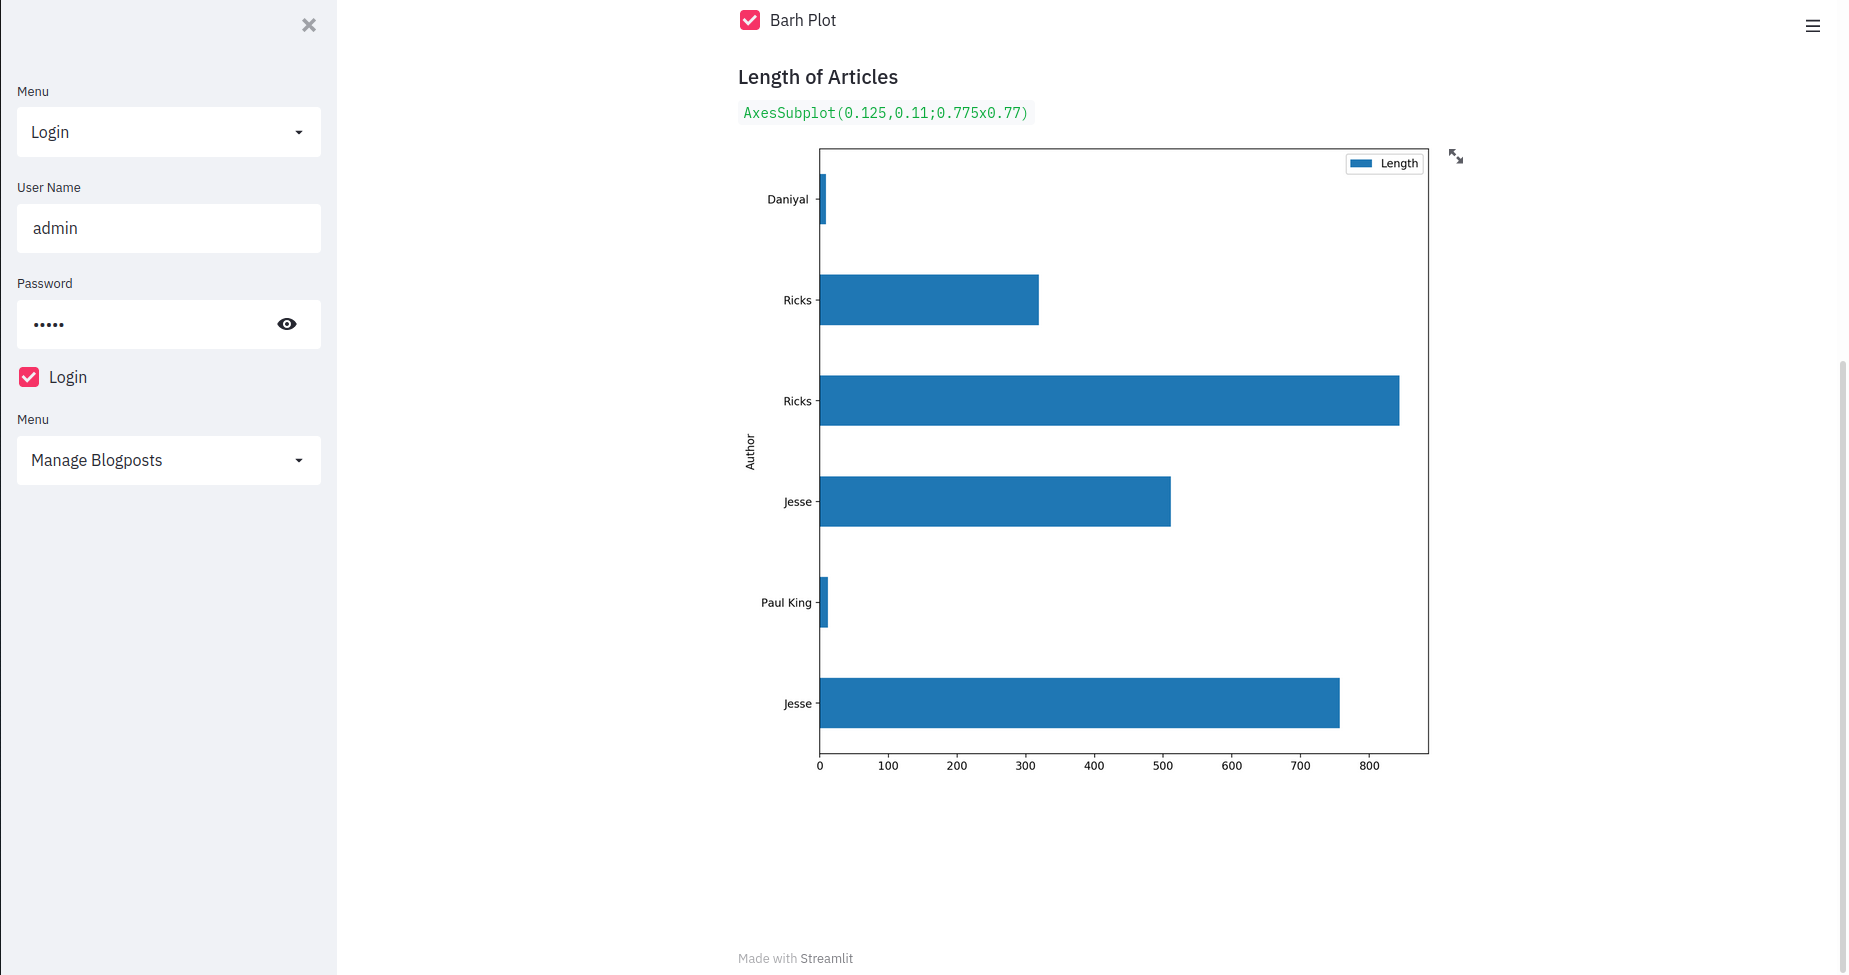 Menu
Login
User Name
admin
Password
•••••
Login
Menu
Manage Blogposts
Barh Plot
Length of Articles
AxesSubplot(0.125,0.11;0.775x0.77)
Length
Daniyal
Ricks
Ricks
Author
Jesse
Paul King
Jesse
0 100 200 300 400 500 600 700 800
Made with Streamlit